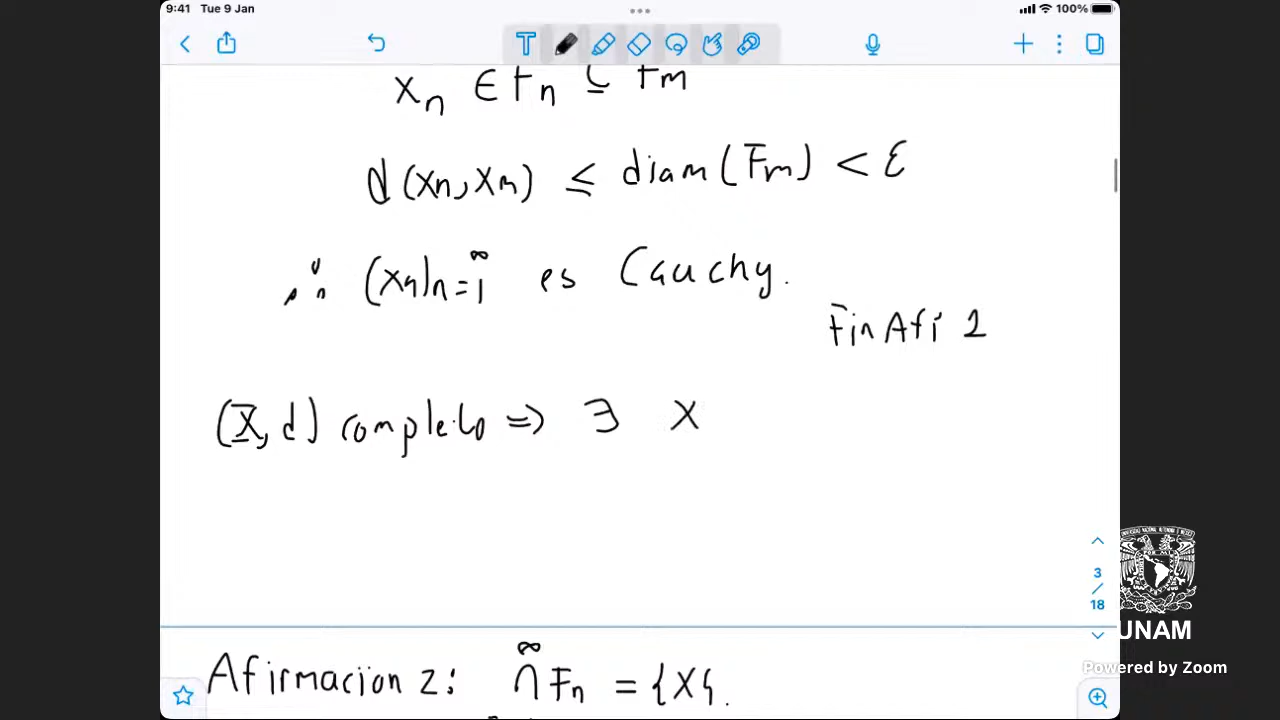 9:41 Tue 9 Jan
100%
xₙ ∈ Fₙ ⊆ Fm
d(xₙ, xₘ) ≤ diam(Fₘ) < ε
∴ (xₙ)ₙ₌₁^∞ es Cauchy.
Fin Afi 1
(X, d) completo ⇒ ∃ x
3
/
18
UNAM
Powered by Zoom
Afirmacion 2: ∞ ∩ Fₙ = {x}.